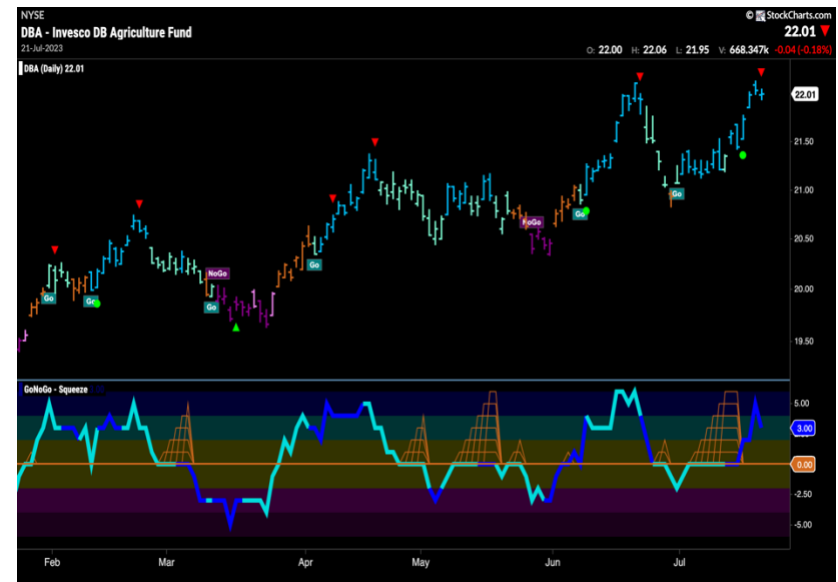 NYSE
© StockCharts.com
DBA - Invesco DB Agriculture Fund
22.01
21-Jul-2023
O: 22.00 H: 22.06 L: 21.95 V: 668.347k -0.04 (-0.18%)
DBA (Daily) 22.01
22.01
21.50
21.00
20.50
20.00
19.50
Go
Go
NoGo
Go
Go
NoGo
Go
Go
GoNoGo - Squeeze
5.00
3.00
0.00
-2.50
-5.00
Feb Mar Apr May Jun Jul